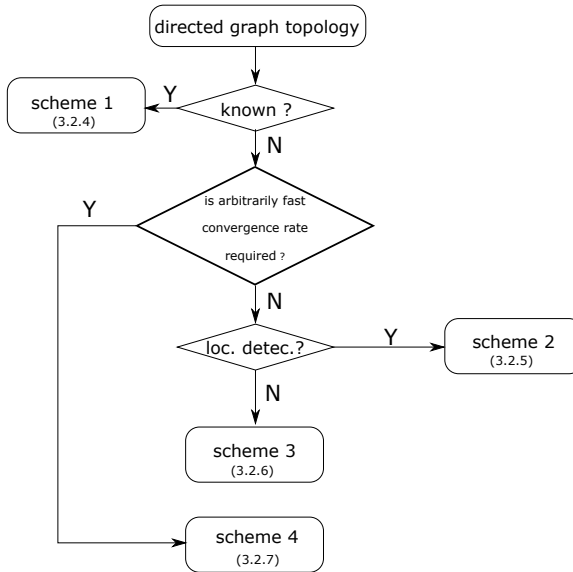 directed graph topology
Y
scheme 1
(3.2.4)
known ?
N
Y
is arbitrarily fast
convergence rate
required ?
N
loc. detec.?
Y
scheme 2
(3.2.5)
N
scheme 3
(3.2.6)
scheme 4
(3.2.7)